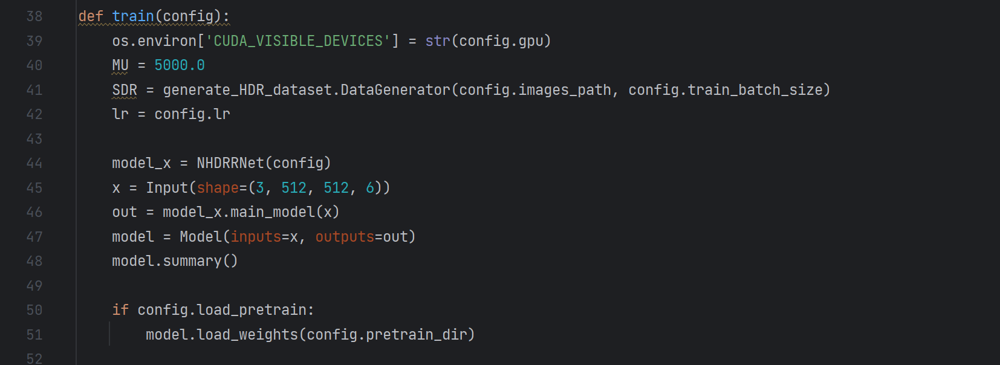 38 def train(config):
39     os.environ['CUDA_VISIBLE_DEVICES'] = str(config.gpu)
40     MU = 5000.0
41     SDR = generate_HDR_dataset.DataGenerator(config.images_path, config.train_batch_size)
42     lr = config.lr
43
44     model_x = NHDRRNet(config)
45     x = Input(shape=(3, 512, 512, 6))
46     out = model_x.main_model(x)
47     model = Model(inputs=x, outputs=out)
48     model.summary()
49
50     if config.load_pretrain:
51         model.load_weights(config.pretrain_dir)
52